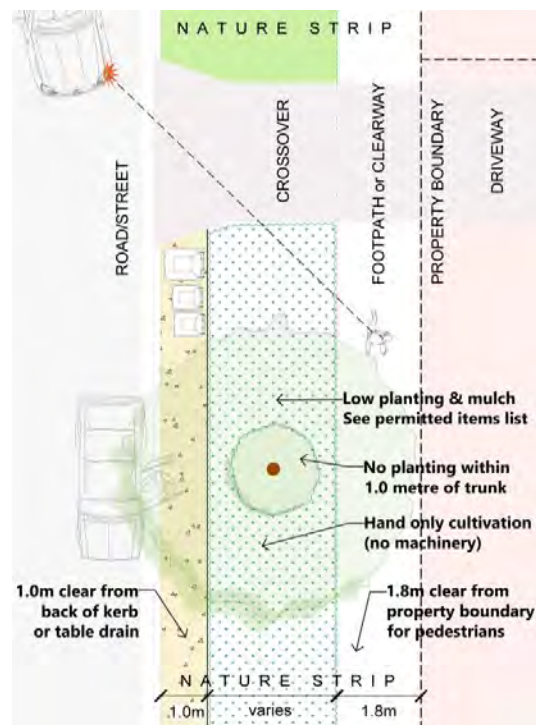 NATURE STRIP
ROAD/STREET
CROSSOVER
FOOTPATH or CLEARWAY
PROPERTY BOUNDARY
DRIVEWAY
Low planting & mulch
See permitted items list
No planting within
1.0 metre of trunk
Hand only cultivation
(no machinery)
1.0m clear from
back of kerb
or table drain
1.8m clear from
property boundary
for pedestrians
NATURE STRIP
1.0m
varies
1.8m